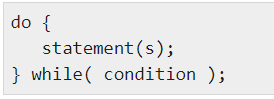 do {
   statement(s);
} while( condition );